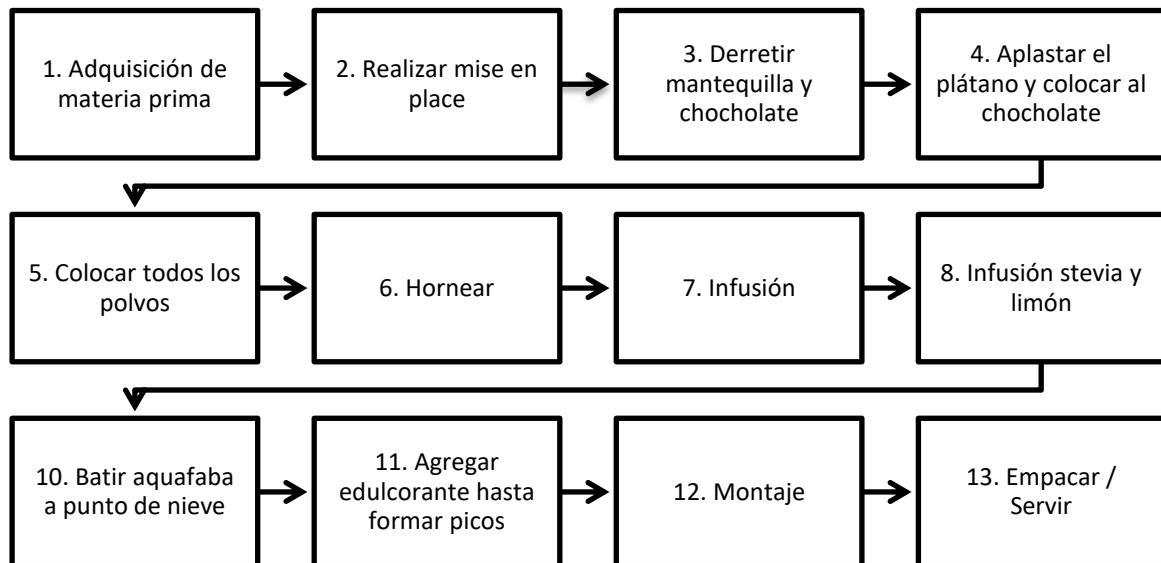 1. Adquisición de
materia prima
2. Realizar mise en
place
3. Derretir
mantequilla y
chocholate
4. Aplastar el
plátano y colocar al
chocholate
5. Colocar todos los
polvos
6. Hornear
7. Infusión
8. Infusión stevia y
limón
10. Batir aquafaba
a punto de nieve
11. Agregar
edulcorante hasta
formar picos
12. Montaje
13. Empacar /
Servir